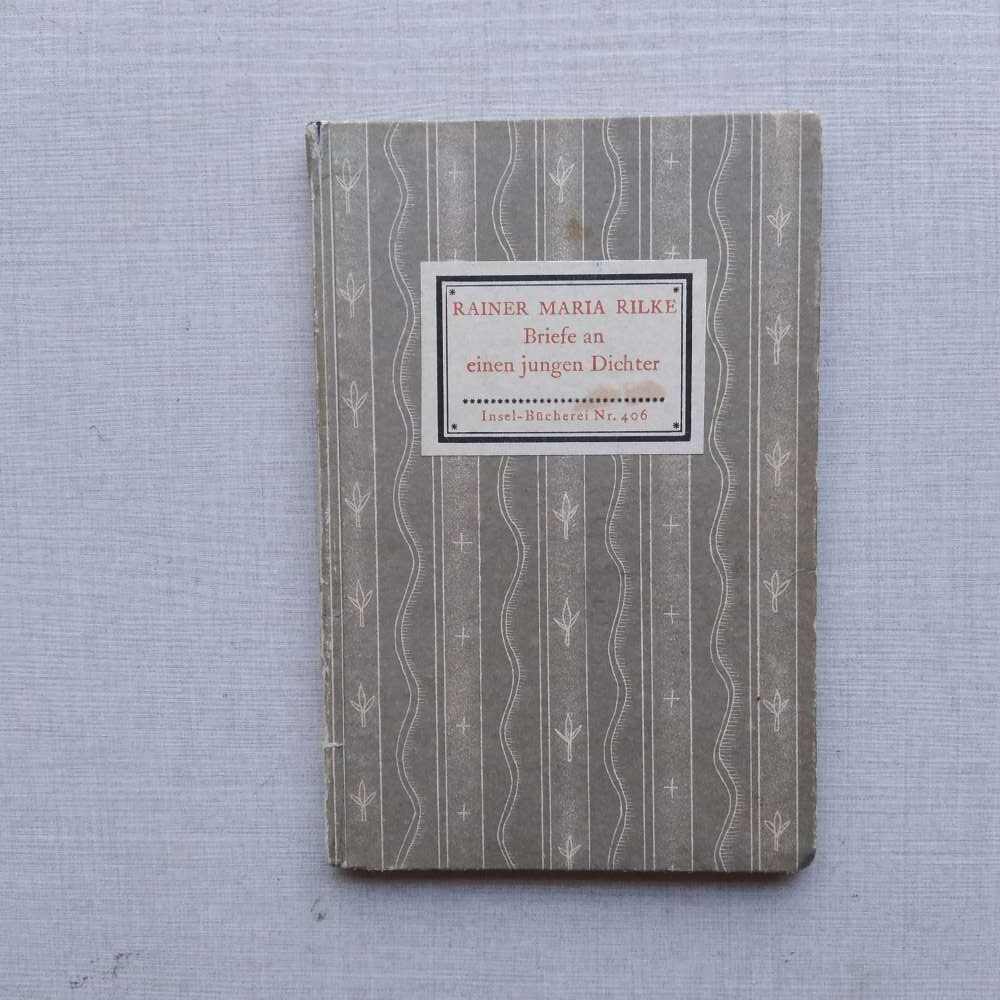 RAINER MARIA RILKE
Briefe an
einen jungen Dichter
Insel-Bücherei Nr. 406